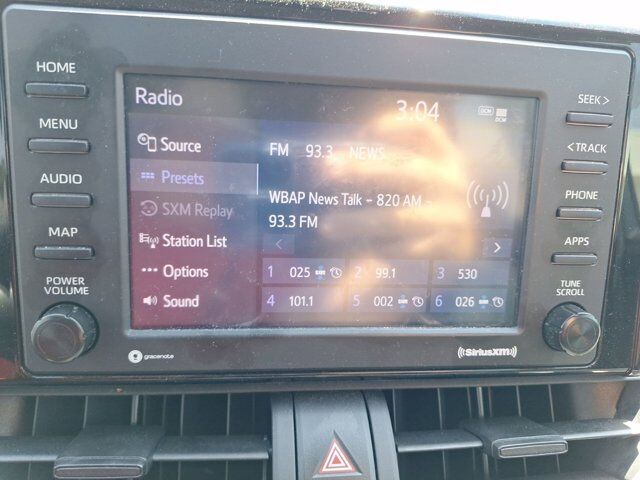 HOME
MENU
AUDIO
MAP
POWER
VOLUME
Radio
3:04
DCM
DCM
Source
Presets
SXM Replay
Station List
Options
Sound
FM 93.3 NEWS
WBAP News Talk - 820 AM -
93.3 FM
< >
1 025 2 99.1 3 530
4 101.1 5 002 6 026
SEEK >
< TRACK
PHONE
APPS
TUNE
SCROLL
gracenote
((SiriusXM))